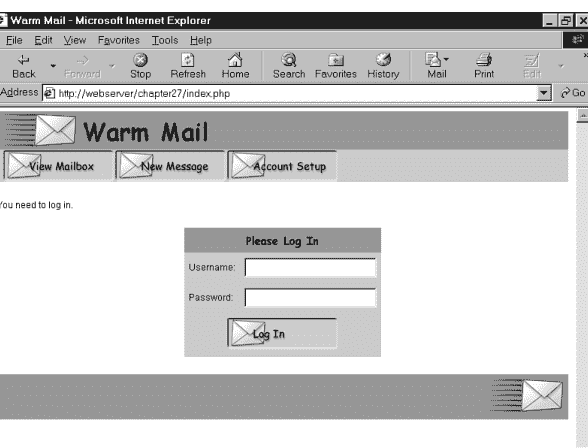 Warm Mail - Microsoft Internet Explorer
File Edit View Favorites Tools Help
Back Forward Stop Refresh Home Search Favorites History Mail Print Edit
Address http://webserver/chapter27/index.php Go
Warm Mail
View Mailbox New Message Account Setup
You need to log in.
Please Log In
Username:
Password:
Log In